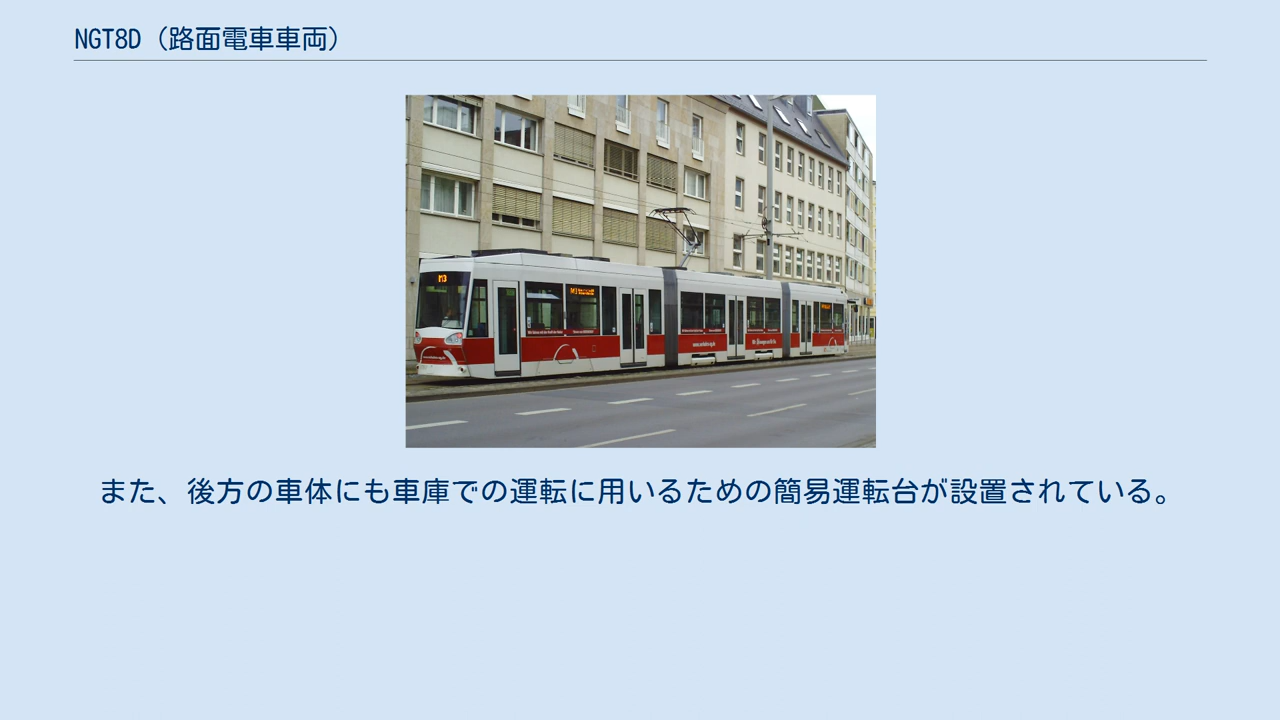 NGT8D（路面電車車両）
M3
また、後方の車体にも車庫での運転に用いるための簡易運転台が設置されている。